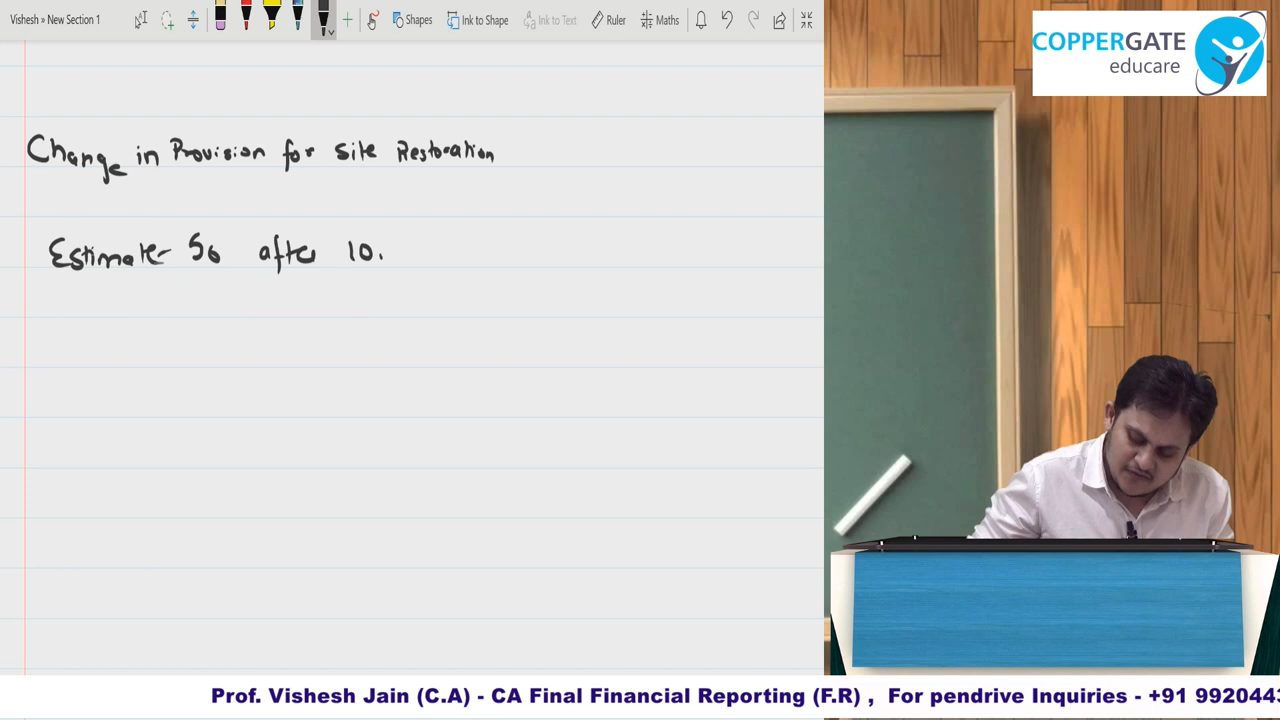 Vishesh » New Section 1
Shapes
Ink to Shape
Ink to Text
Ruler
Maths
COPPERGATE
educare
Change in Provision for Site Restoration
Estimate 50 after 10.
Prof. Vishesh Jain (C.A) - CA Final Financial Reporting (F.R) , For pendrive Inquiries - +91 9920443